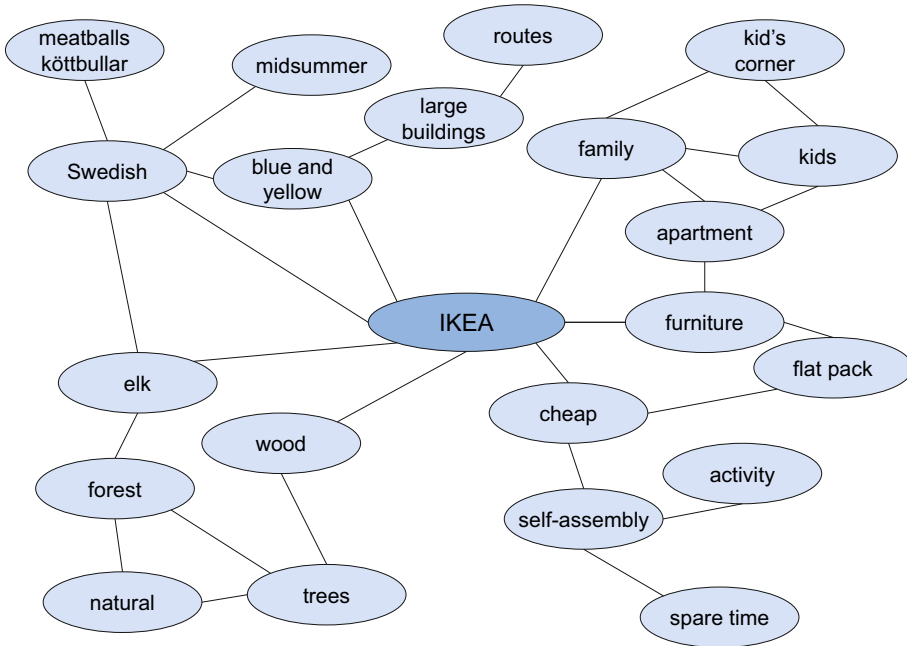 meatballs
köttbullar
midsummer
routes
kid's
corner
large
buildings
Swedish
blue and
yellow
family
kids
apartment
IKEA
furniture
elk
flat pack
cheap
wood
activity
forest
self-assembly
natural
trees
spare time